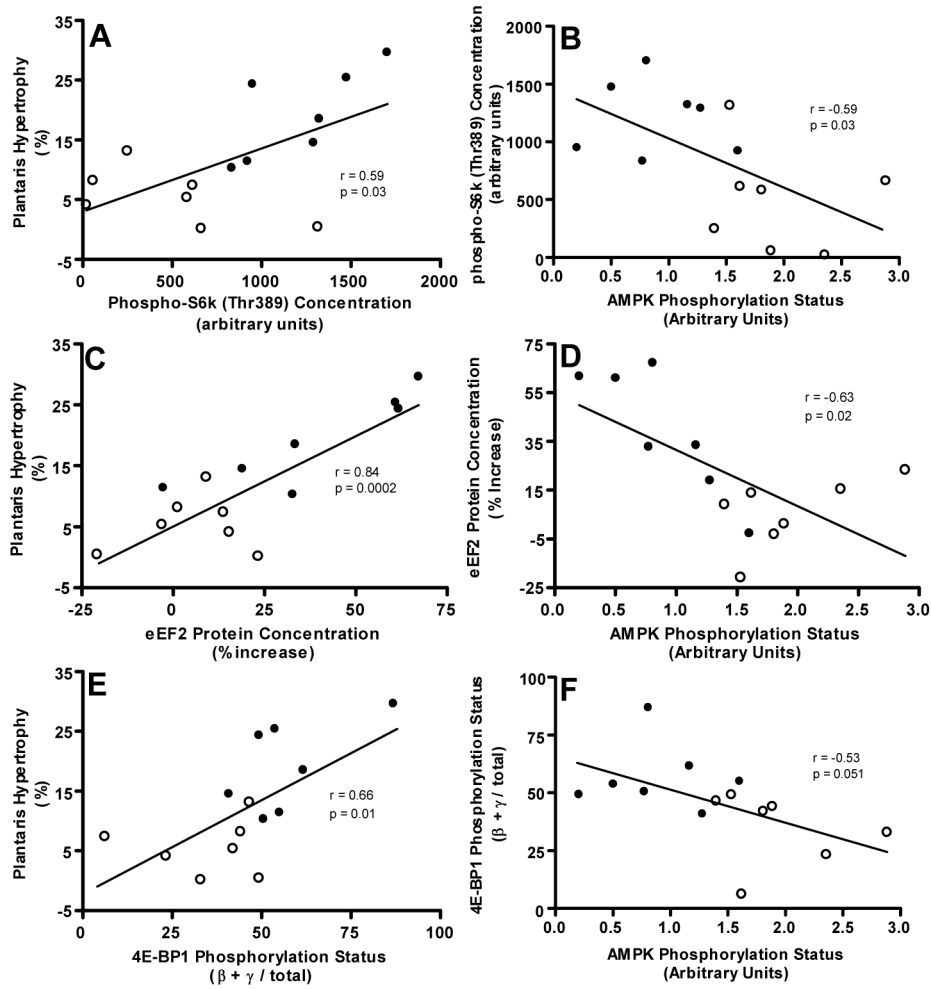 A
35
25
15
5
-5
Plantaris Hypertrophy
(%)
r = 0.59
p = 0.03
0 500 1000 1500 2000
Phospho-S6k (Thr389) Concentration
(arbitrary units)
B
2000
1500
1000
500
0
phospho-S6k (Thr389) Concentration
(arbitrary units)
r = -0.59
p = 0.03
0.0 0.5 1.0 1.5 2.0 2.5 3.0
AMPK Phosphorylation Status
(Arbitrary Units)
C
35
25
15
5
-5
Plantaris Hypertrophy
(%)
r = 0.84
p = 0.0002
-25 0 25 50 75
eEF2 Protein Concentration
(%increase)
D
75
55
35
15
-5
-25
eEF2 Protein Concentration
(% Increase)
r = -0.63
p = 0.02
0.0 0.5 1.0 1.5 2.0 2.5 3.0
AMPK Phosphorylation Status
(Arbitrary Units)
E
35
25
15
5
-5
Plantaris Hypertrophy
(%)
r = 0.66
p = 0.01
0 25 50 75 100
4E-BP1 Phosphorylation Status
(β + γ / total)
F
100
75
50
25
0
4E-BP1 Phosphorylation Status
(β + γ / total)
r = -0.53
p = 0.051
0.0 0.5 1.0 1.5 2.0 2.5 3.0
AMPK Phosphorylation Status
(Arbitrary Units)